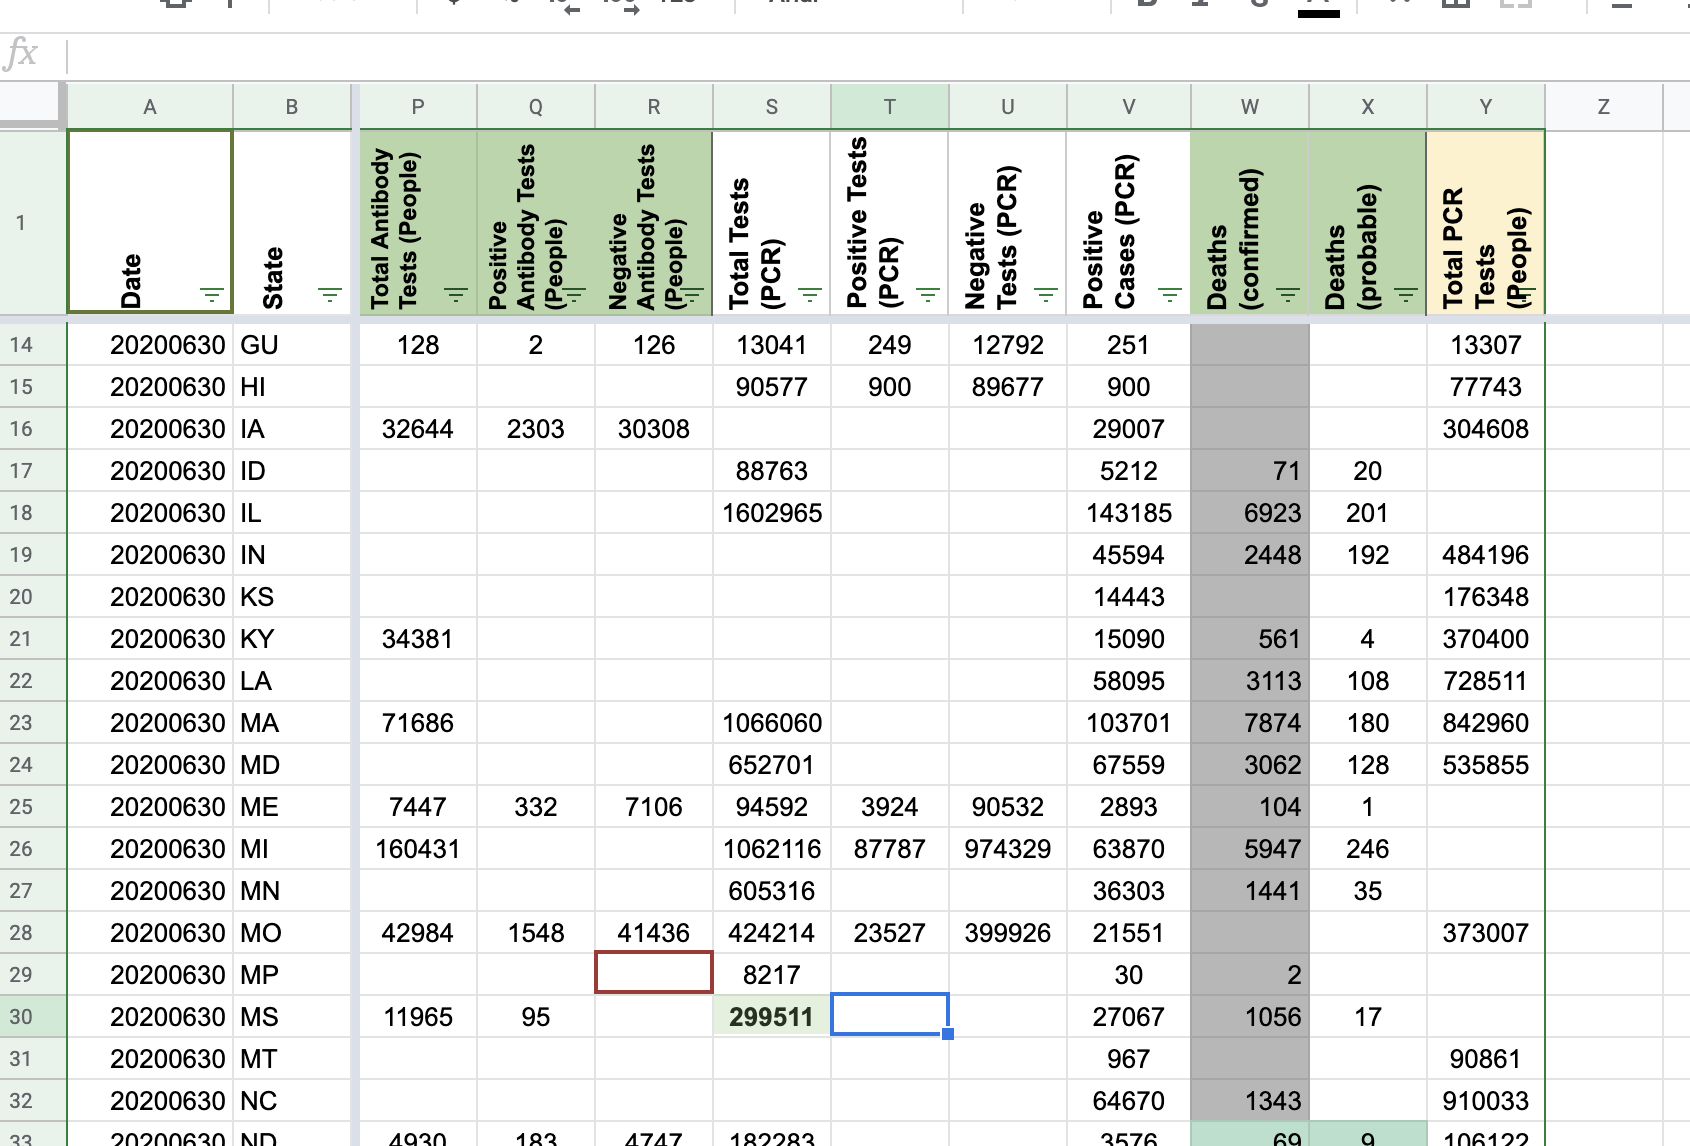 fx
A B P Q R S T U V W X Y Z
1 Date State Total Antibody Tests (People) Positive Antibody Tests (People) Negative Antibody Tests (People) Total Tests (PCR) Positive Tests (PCR) Negative Tests (PCR) Positive Cases (PCR) Deaths (confirmed) Deaths (probable) Total PCR Tests (People)
14 20200630 GU 128 2 126 13041 249 12792 251 13307
15 20200630 HI 90577 900 89677 900 77743
16 20200630 IA 32644 2303 30308 29007 304608
17 20200630 ID 88763 5212 71 20
18 20200630 IL 1602965 143185 6923 201
19 20200630 IN 45594 2448 192 484196
20 20200630 KS 14443 176348
21 20200630 KY 34381 15090 561 4 370400
22 20200630 LA 58095 3113 108 728511
23 20200630 MA 71686 1066060 103701 7874 180 842960
24 20200630 MD 652701 67559 3062 128 535855
25 20200630 ME 7447 332 7106 94592 3924 90532 2893 104 1
26 20200630 MI 160431 1062116 87787 974329 63870 5947 246
27 20200630 MN 605316 36303 1441 35
28 20200630 MO 42984 1548 41436 424214 23527 399926 21551 373007
29 20200630 MP 8217 30 2
30 20200630 MS 11965 95 299511 27067 1056 17
31 20200630 MT 967 90861
32 20200630 NC 64670 1343 910033
33 20200630 ND 4930 183 4747 182283 3576 69 9 106122